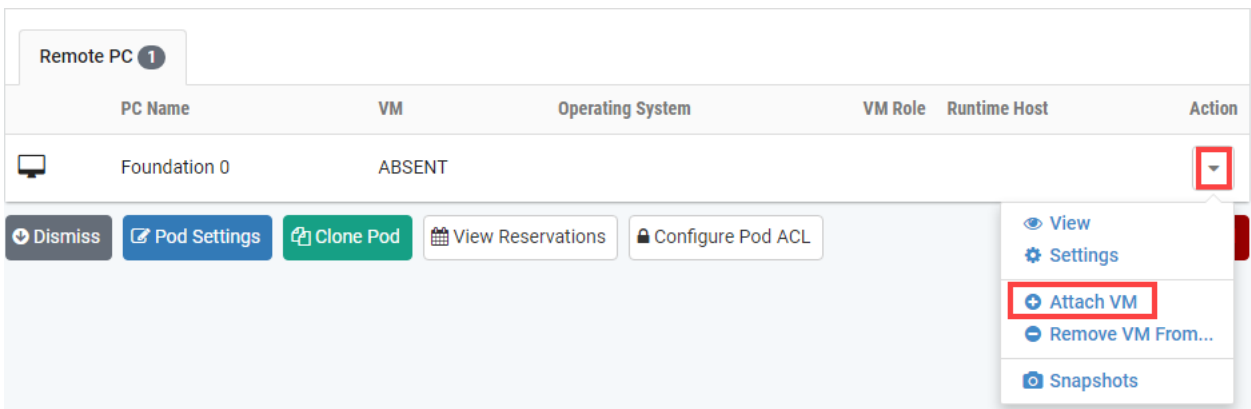 Remote PC 1
PC Name VM Operating System VM Role Runtime Host Action
Foundation 0 ABSENT
Dismiss Pod Settings Clone Pod View Reservations Configure Pod ACL
View
Settings
Attach VM
Remove VM From...
Snapshots